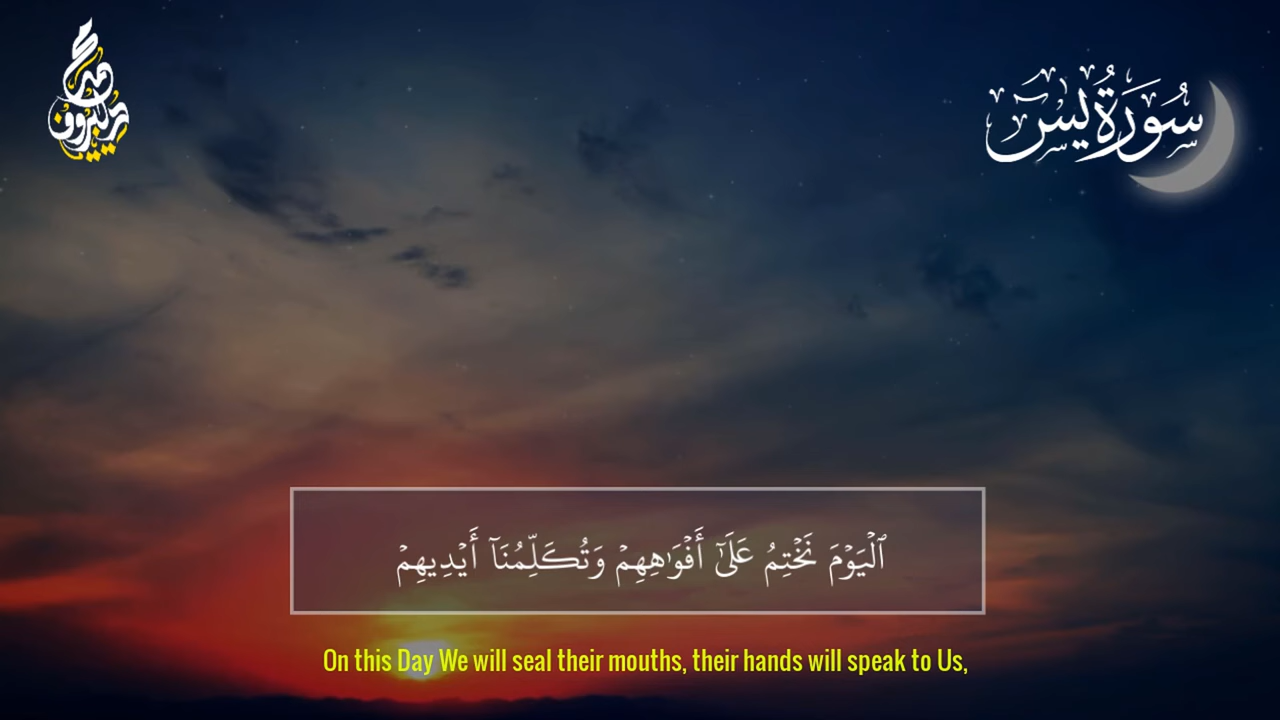 سُورَةُ يسٓ
ٱلْيَوْمَ نَخْتِمُ عَلَىٰٓ أَفْوَٰهِهِمْ وَتُكَلِّمُنَآ أَيْدِيهِمْ
On this Day We will seal their mouths, their hands will speak to Us,